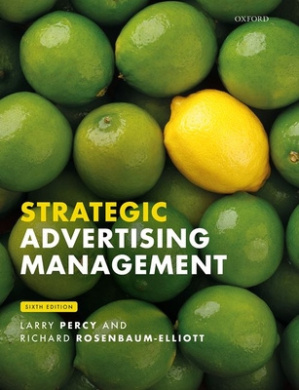 OXFORD
STRATEGIC
ADVERTISING
MANAGEMENT
SIXTH EDITION
LARRY PERCY AND
RICHARD ROSENBAUM-ELLIOTT